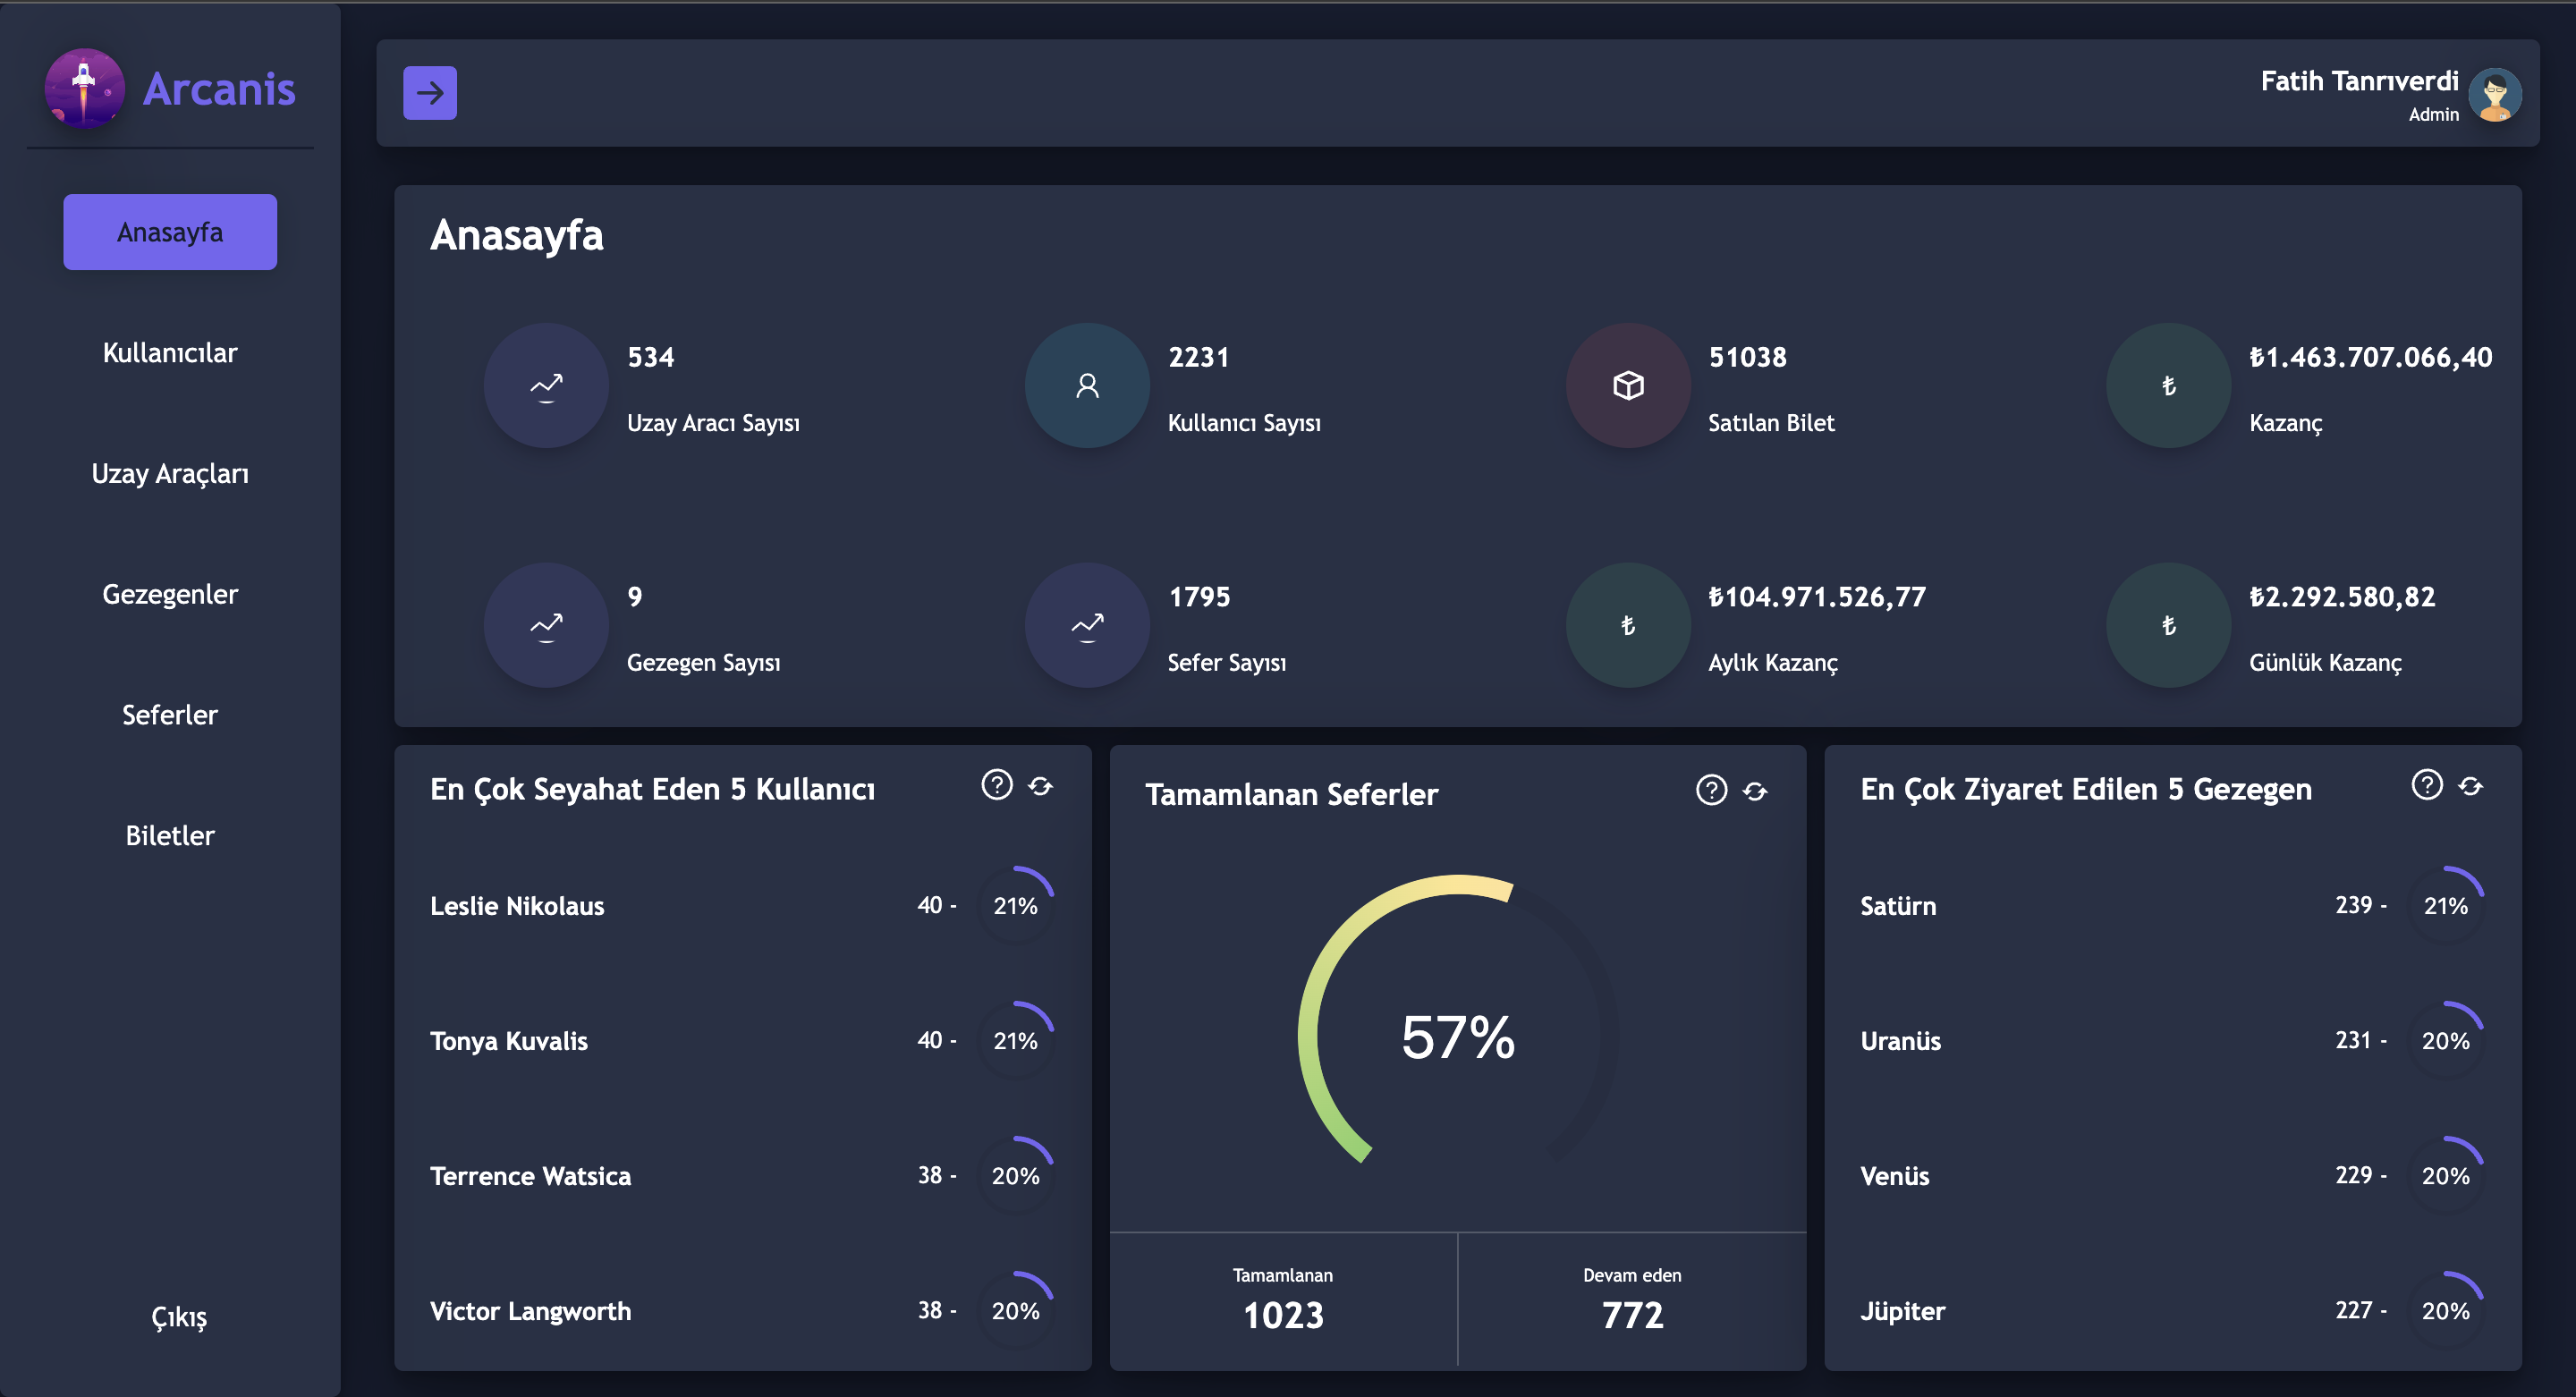 Arcanis
Anasayfa
Kullanıcılar
Uzay Araçları
Gezegenler
Seferler
Biletler
Çıkış
Fatih Tanrıverdi
Admin
Anasayfa
534
Uzay Aracı Sayısı
2231
Kullanıcı Sayısı
51038
Satılan Bilet
₺
₺1.463.707.066,40
Kazanç
9
Gezegen Sayısı
1795
Sefer Sayısı
₺
₺104.971.526,77
Aylık Kazanç
₺
₺2.292.580,82
Günlük Kazanç
En Çok Seyahat Eden 5 Kullanıcı
?
Leslie Nikolaus 40 - 21%
Tonya Kuvalis 40 - 21%
Terrence Watsica 38 - 20%
Victor Langworth 38 - 20%
Tamamlanan Seferler
?
57%
Tamamlanan
1023
Devam eden
772
En Çok Ziyaret Edilen 5 Gezegen
?
Satürn 239 - 21%
Uranüs 231 - 20%
Venüs 229 - 20%
Jüpiter 227 - 20%